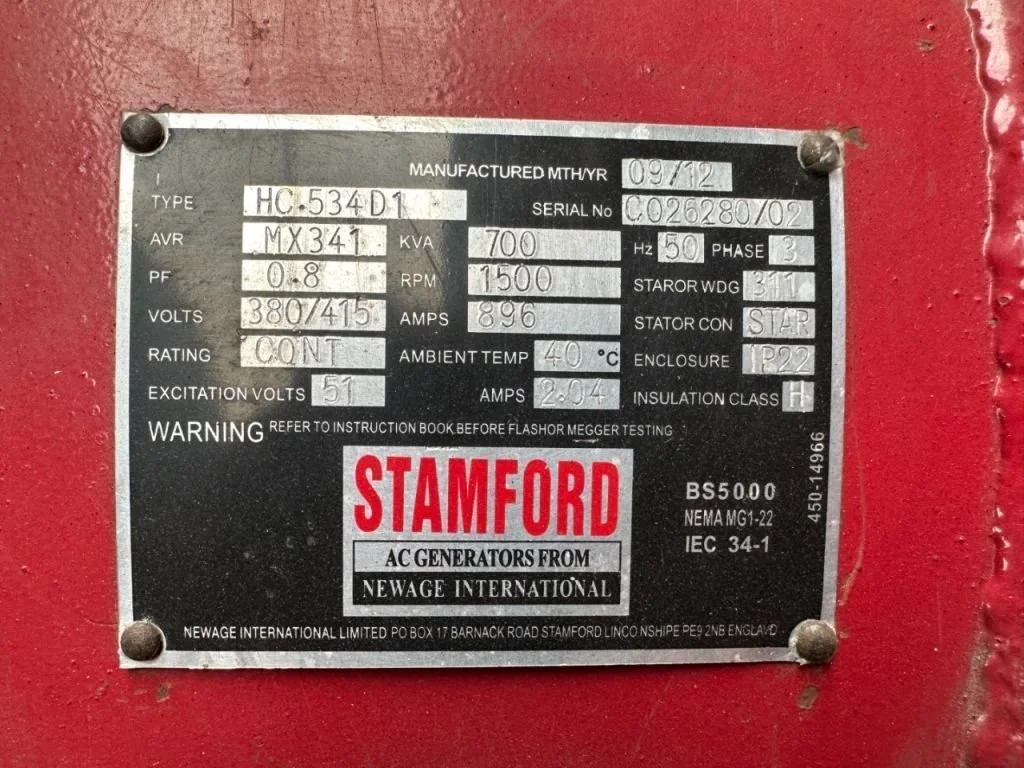 MANUFACTURED MTH/YR 09/12
TYPE HC.534D1 SERIAL No C026280/02
AVR MX341 KVA 700 Hz 50 PHASE 3
PF 0.8 RPM 1500 STAROR WDG 311
VOLTS 380/415 AMPS 896 STATOR CON STAR
RATING CONT AMBIENT TEMP 40 °C ENCLOSURE IP22
EXCITATION VOLTS 51 AMPS 2.04 INSULATION CLASS H
WARNING REFER TO INSTRUCTION BOOK BEFORE FLASHOR MEGGER TESTING
STAMFORD
AC GENERATORS FROM
NEWAGE INTERNATIONAL
BS5000
NEMA MG1-22
IEC 34-1
450-14966
NEWAGE INTERNATIONAL LIMITED PO BOX 17 BARNACK ROAD STAMFORD LINCO NSHIPE PE9 2NB ENGLAVD